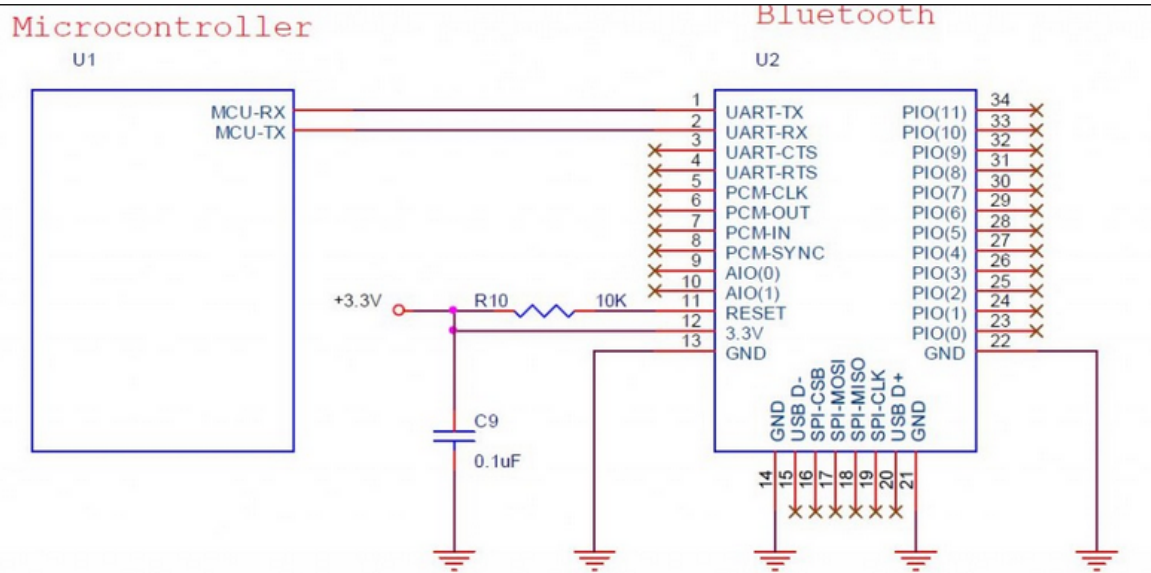 Microcontroller
Bluetooth
U1
U2
MCU-RX
MCU-TX
1 UART-TX
2 UART-RX
3 UART-CTS
4 UART-RTS
5 PCM-CLK
6 PCM-OUT
7 PCM-IN
8 PCM-SYNC
9 AIO(0)
10 AIO(1)
11 RESET
12 3.3V
13 GND
PIO(11) 34
PIO(10) 33
PIO(9) 32
PIO(8) 31
PIO(7) 30
PIO(6) 29
PIO(5) 28
PIO(4) 27
PIO(3) 26
PIO(2) 25
PIO(1) 24
PIO(0) 23
GND 22
+3.3V
R10 10K
C9
0.1uF
GND 14
USB D- 15
SPI-CSB 16
SPI-MOSI 17
SPI-MISO 18
SPI-CLK 19
USB D+ 20
GND 21